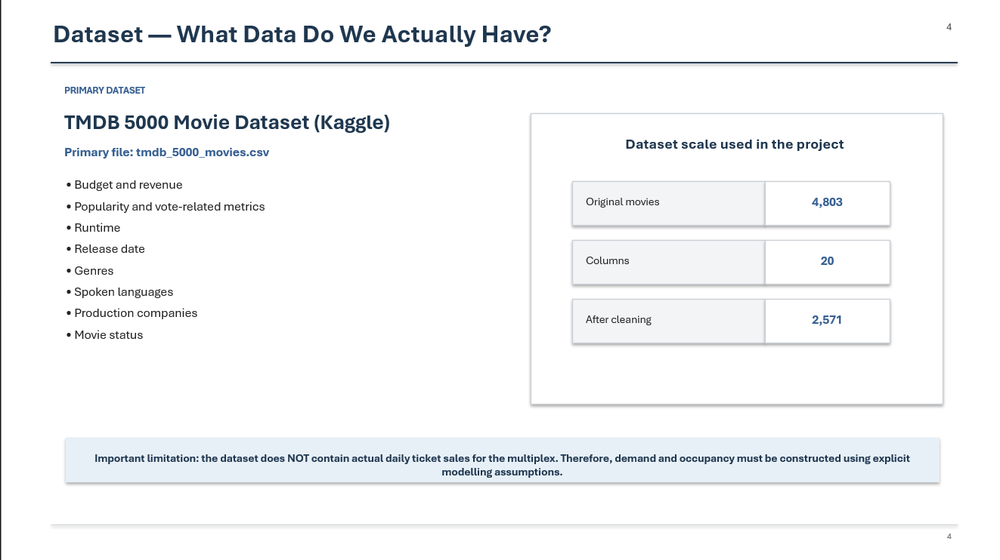 Dataset — What Data Do We Actually Have?
4
PRIMARY DATASET
TMDB 5000 Movie Dataset (Kaggle)
Primary file: tmdb_5000_movies.csv
• Budget and revenue
• Popularity and vote-related metrics
• Runtime
• Release date
• Genres
• Spoken languages
• Production companies
• Movie status
Dataset scale used in the project
Original movies 4,803
Columns 20
After cleaning 2,571
Important limitation: the dataset does NOT contain actual daily ticket sales for the multiplex. Therefore, demand and occupancy must be constructed using explicit
modelling assumptions.
4